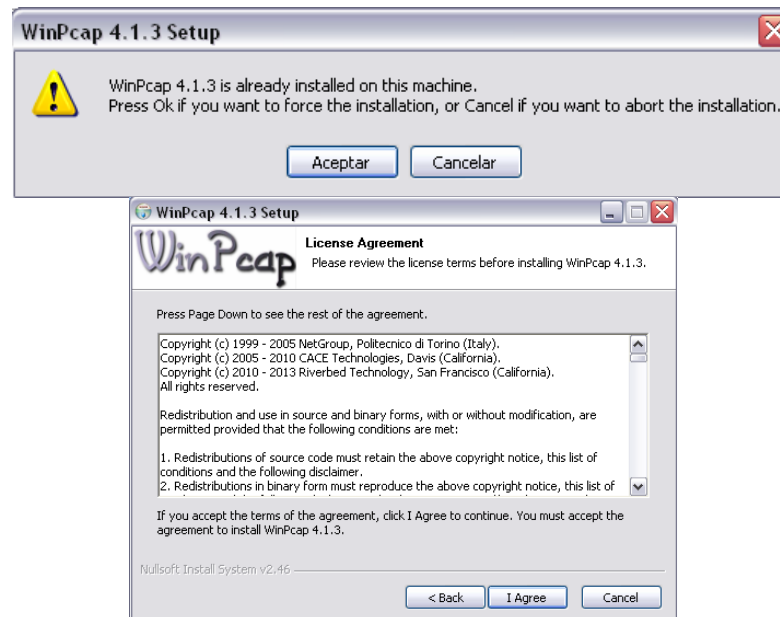 WinPcap 4.1.3 Setup
WinPcap 4.1.3 is already installed on this machine.
Press Ok if you want to force the installation, or Cancel if you want to abort the installation.
Aceptar Cancelar
WinPcap 4.1.3 Setup
WinPcap
License Agreement
Please review the license terms before installing WinPcap 4.1.3.
Press Page Down to see the rest of the agreement.
Copyright (c) 1999 - 2005 NetGroup, Politecnico di Torino (Italy).
Copyright (c) 2005 - 2010 CACE Technologies, Davis (California).
Copyright (c) 2010 - 2013 Riverbed Technology, San Francisco (California).
All rights reserved.
Redistribution and use in source and binary forms, with or without modification, are
permitted provided that the following conditions are met:
1. Redistributions of source code must retain the above copyright notice, this list of
conditions and the following disclaimer.
2. Redistributions in binary form must reproduce the above copyright notice, this list of
If you accept the terms of the agreement, click I Agree to continue. You must accept the
agreement to install WinPcap 4.1.3.
Nullsoft Install System v2.46
< Back I Agree Cancel